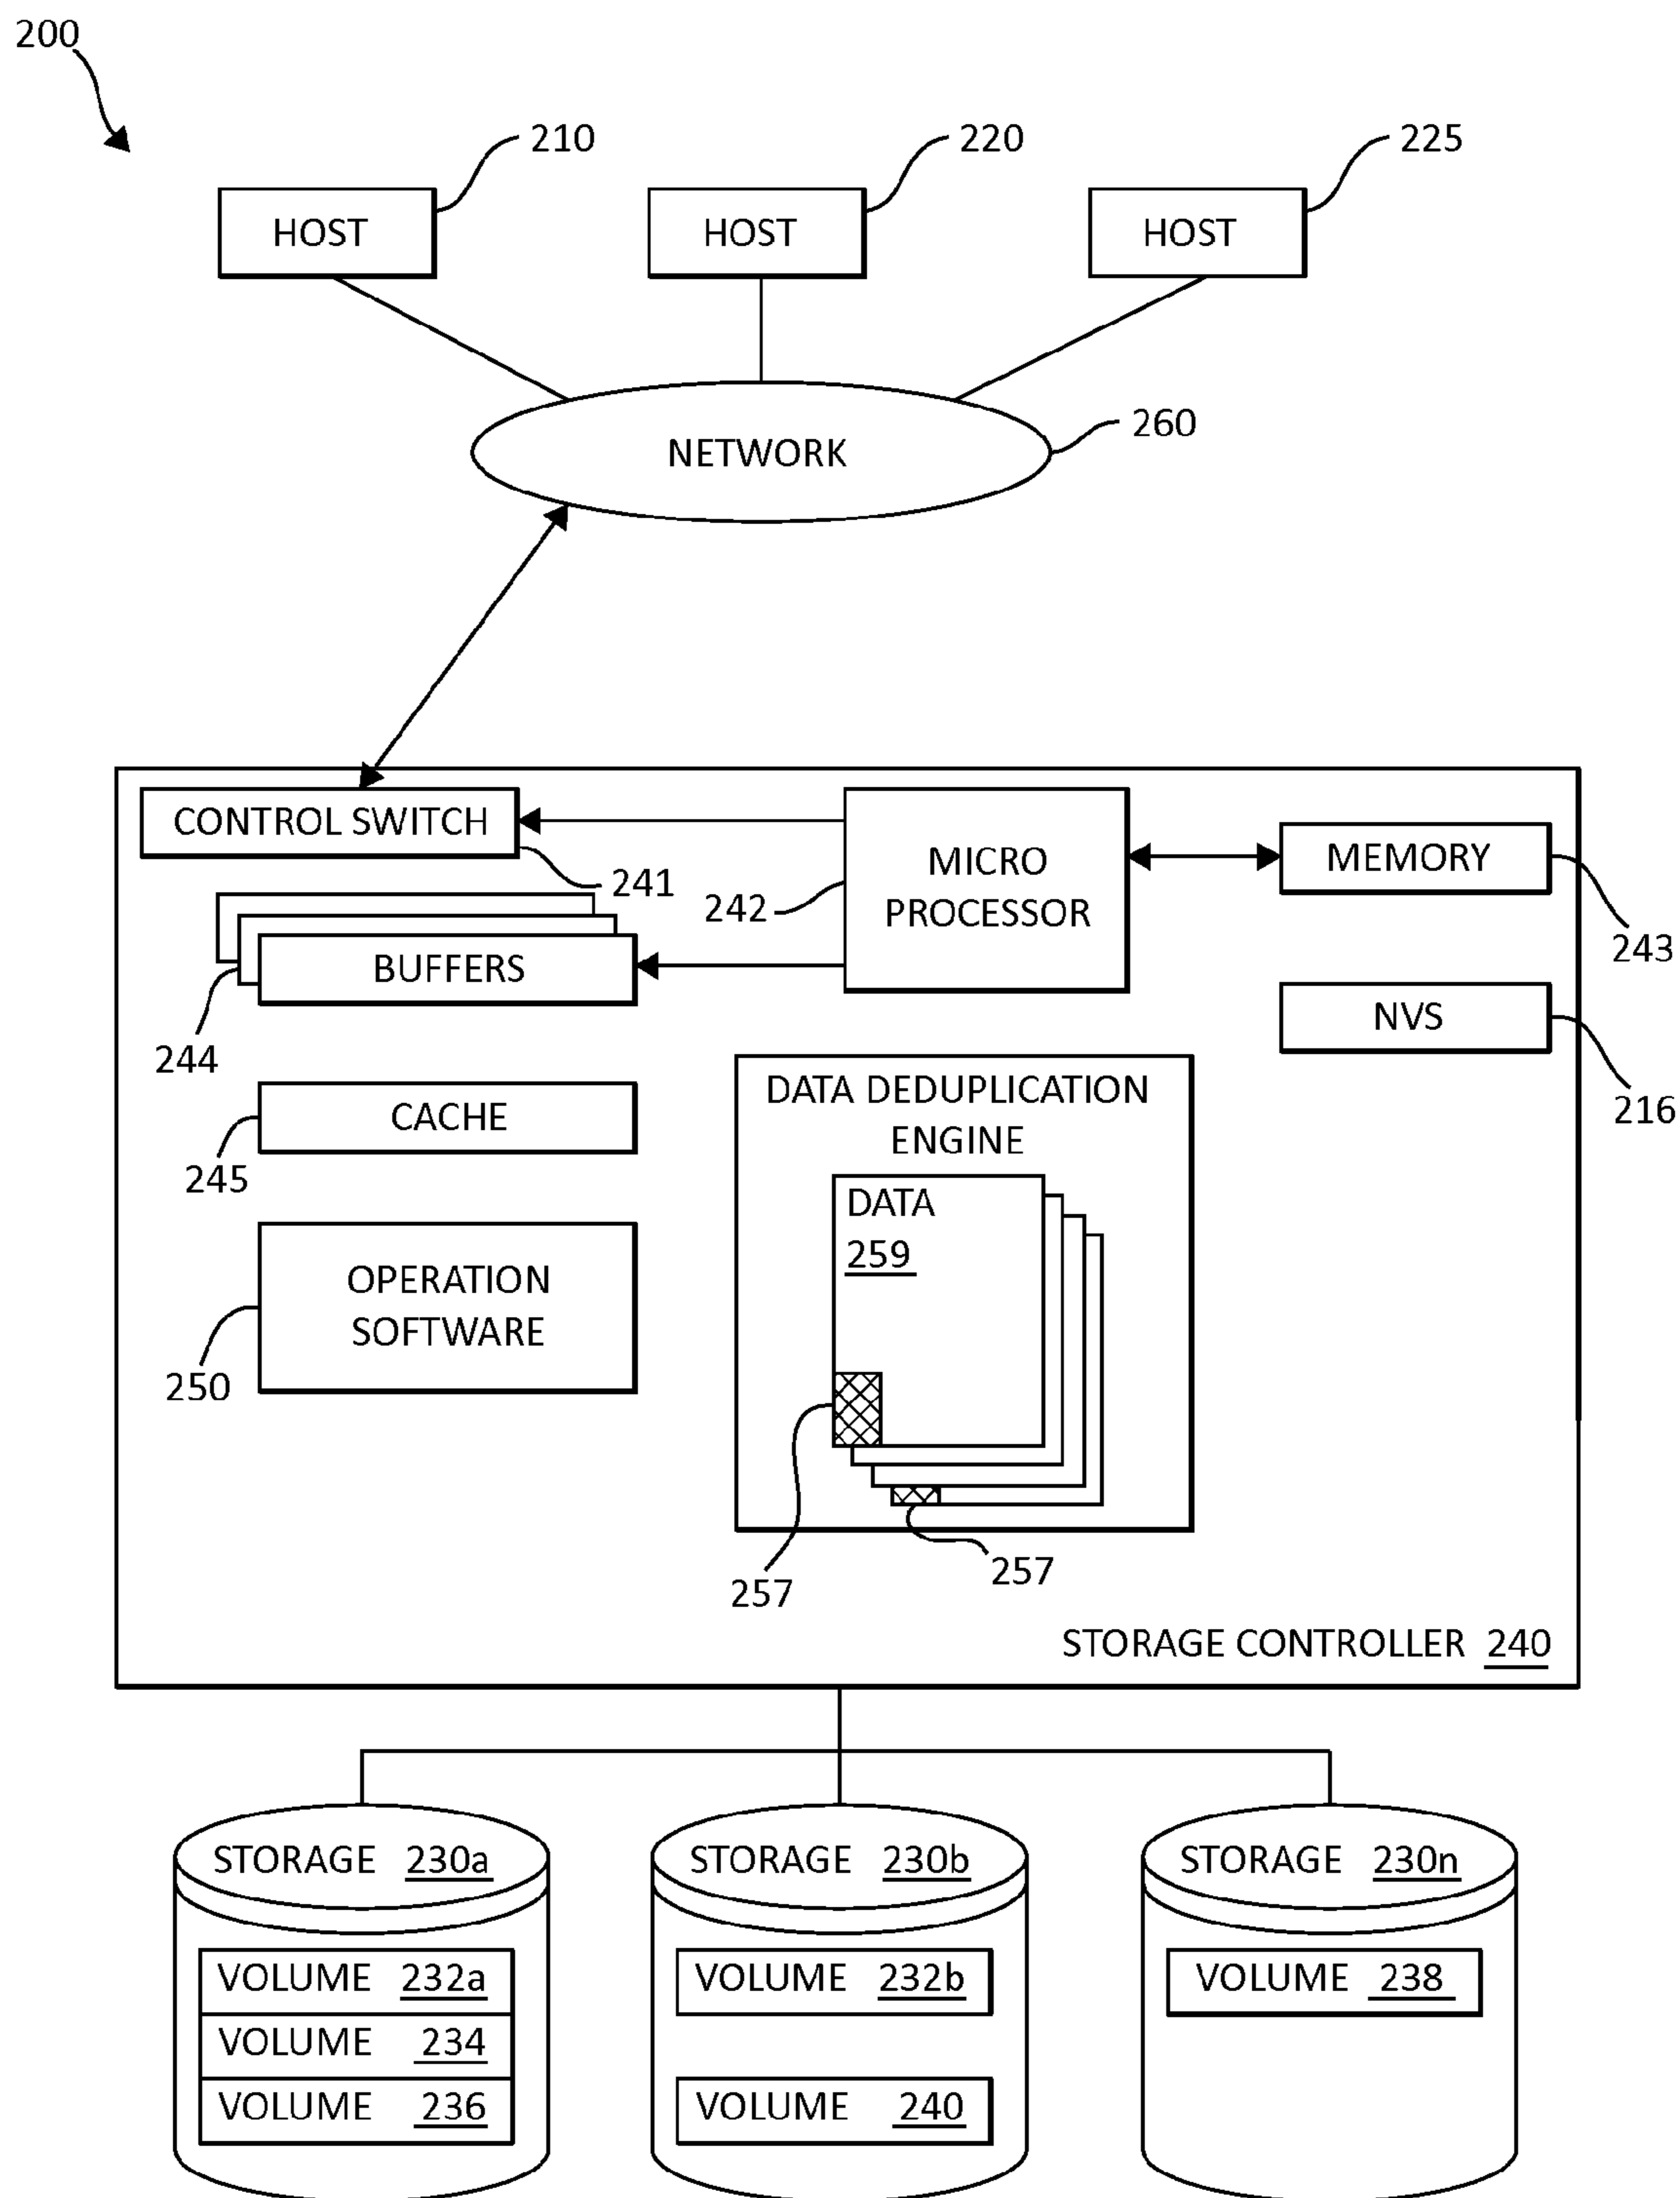 200
210
220
225
HOST
HOST
HOST
260
NETWORK
CONTROL SWITCH
241
242
MICRO
PROCESSOR
MEMORY
243
BUFFERS
244
NVS
216
CACHE
245
DATA DEDUPLICATION
ENGINE
DATA
259
OPERATION
SOFTWARE
250
257
257
STORAGE CONTROLLER 240
STORAGE 230a
STORAGE 230b
STORAGE 230n
VOLUME 232a
VOLUME 234
VOLUME 236
VOLUME 232b
VOLUME 240
VOLUME 238